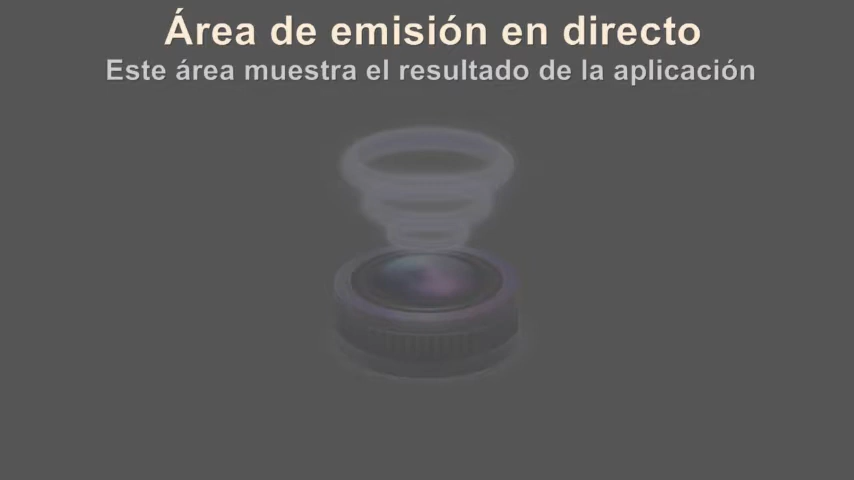 Área de emisión en directo
Este área muestra el resultado de la aplicación